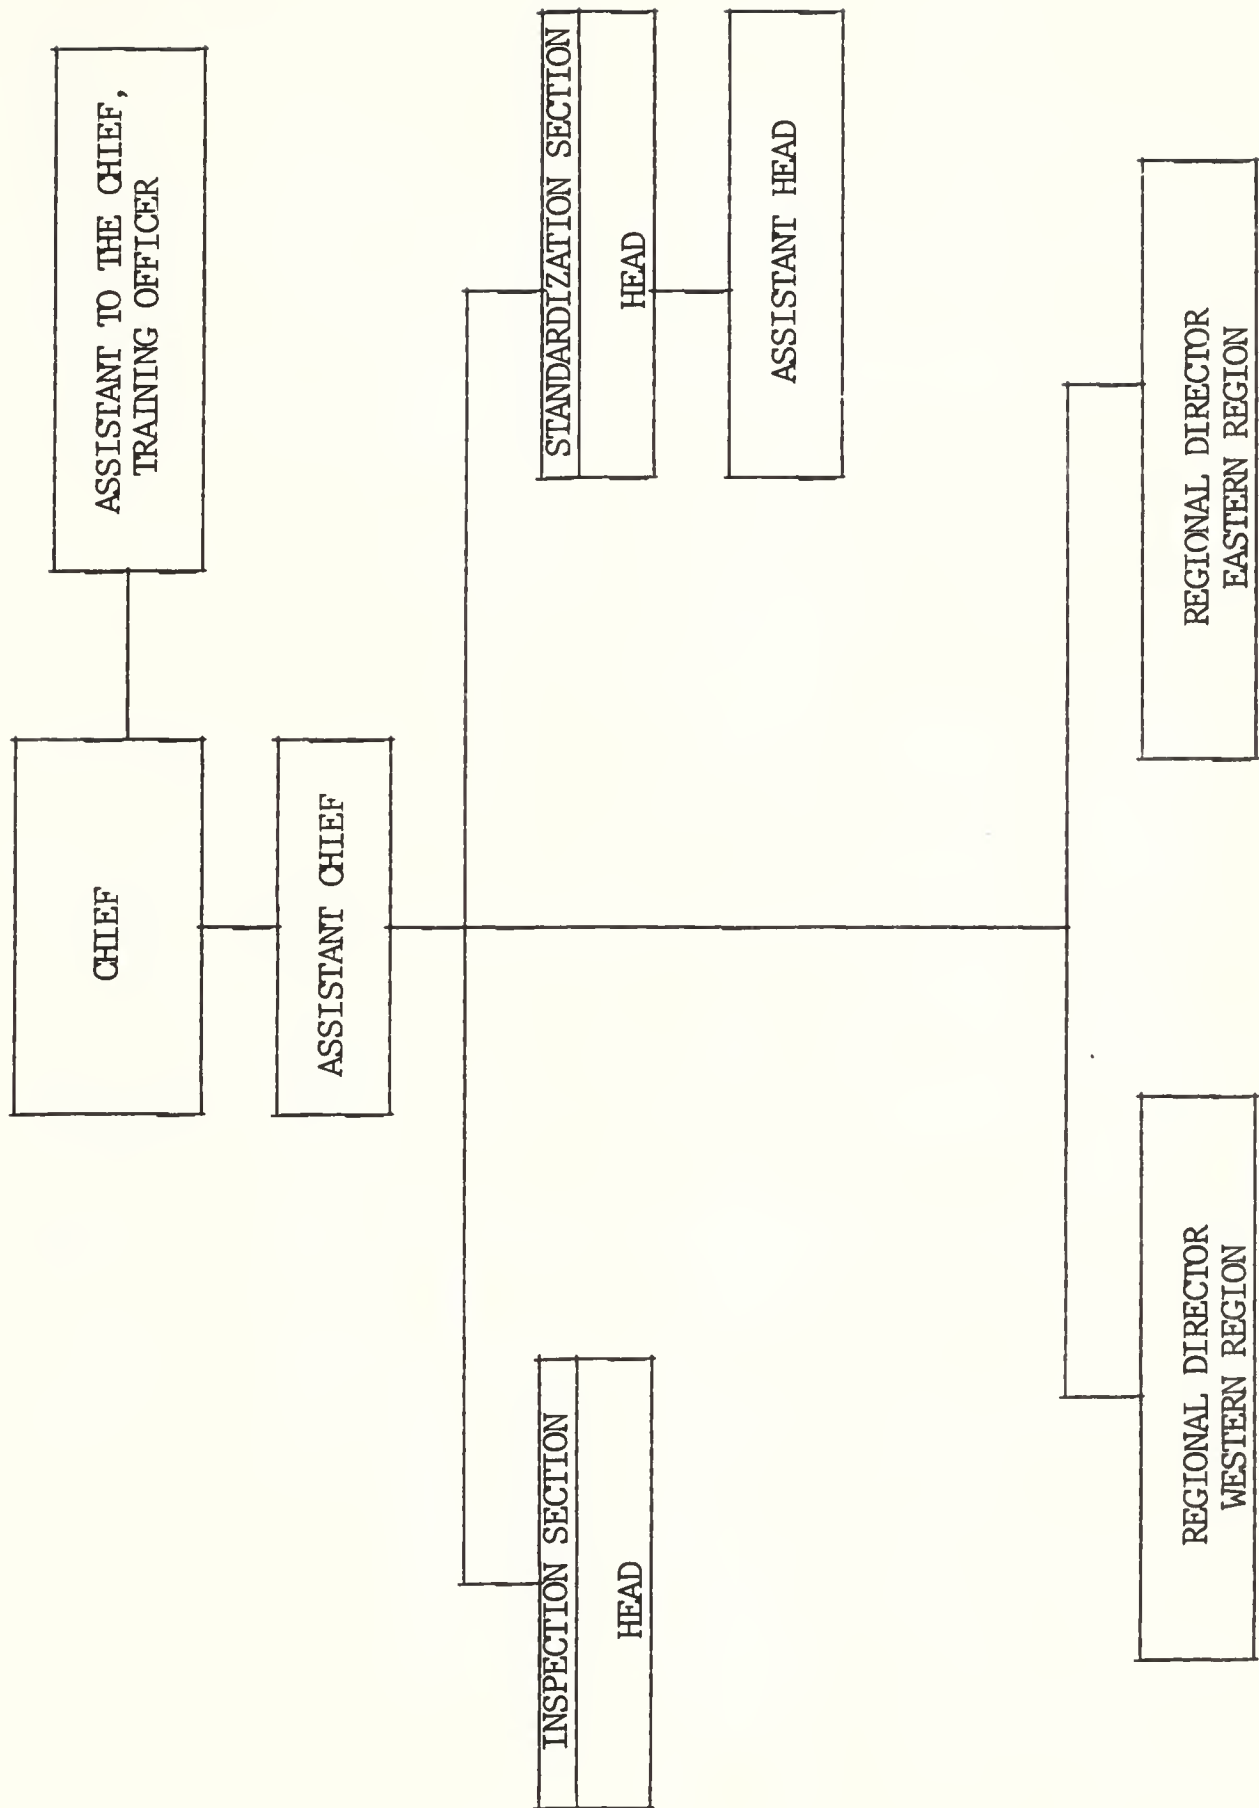 CHIEF
ASSISTANT TO THE CHIEF,
TRAINING OFFICER
ASSISTANT CHIEF
INSPECTION SECTION
HEAD
STANDARDIZATION SECTION
HEAD
ASSISTANT HEAD
REGIONAL DIRECTOR
WESTERN REGION
REGIONAL DIRECTOR
EASTERN REGION